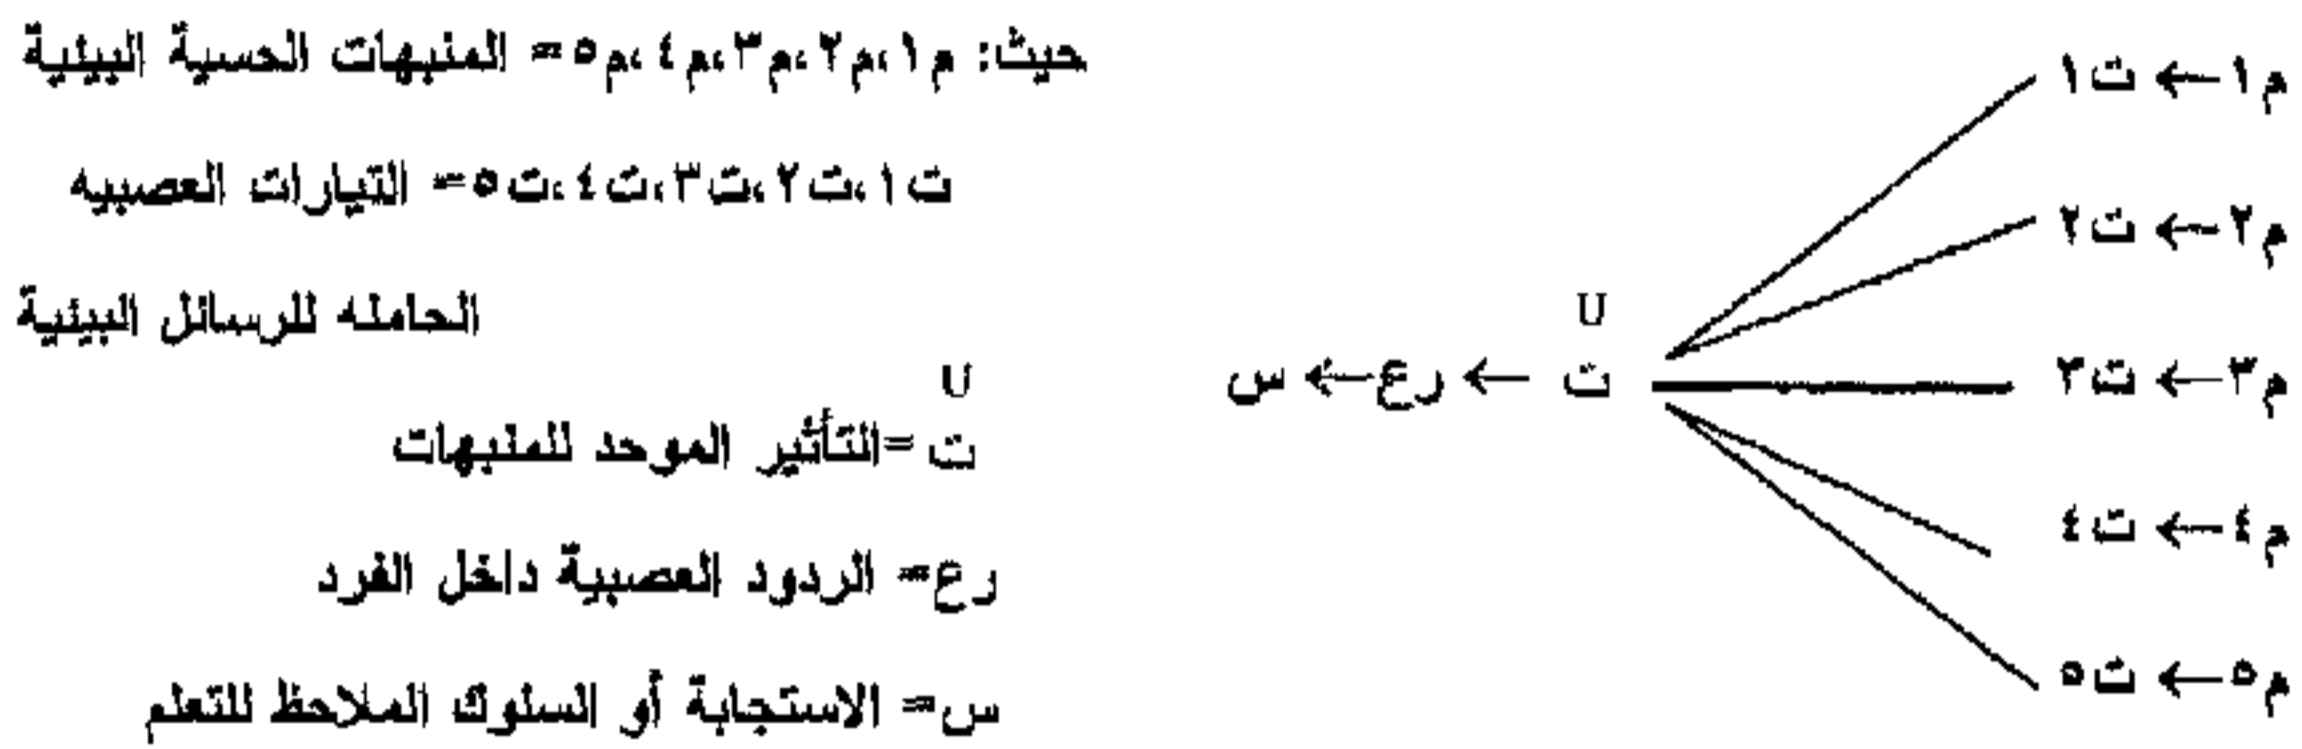 م١ ← ت١
م٢ ← ت٢
م٣ ← ت٣
م٤ ← ت٤
م٥ ← ت٥
U
ت ← رع ← س
حيث: م١،م٢،م٣،م٤،م٥= المنبهات الحسية البيئية
ت١،ت٢،ت٣،ت٤،ت٥= التيارات العصبيه
الحامله للرسائل البيئية
U
ت =التأثير الموحد للمنبهات
رع= الردود العصبية داخل الفرد
س= الاستجابة أو السلوك الملاحظ للتعلم